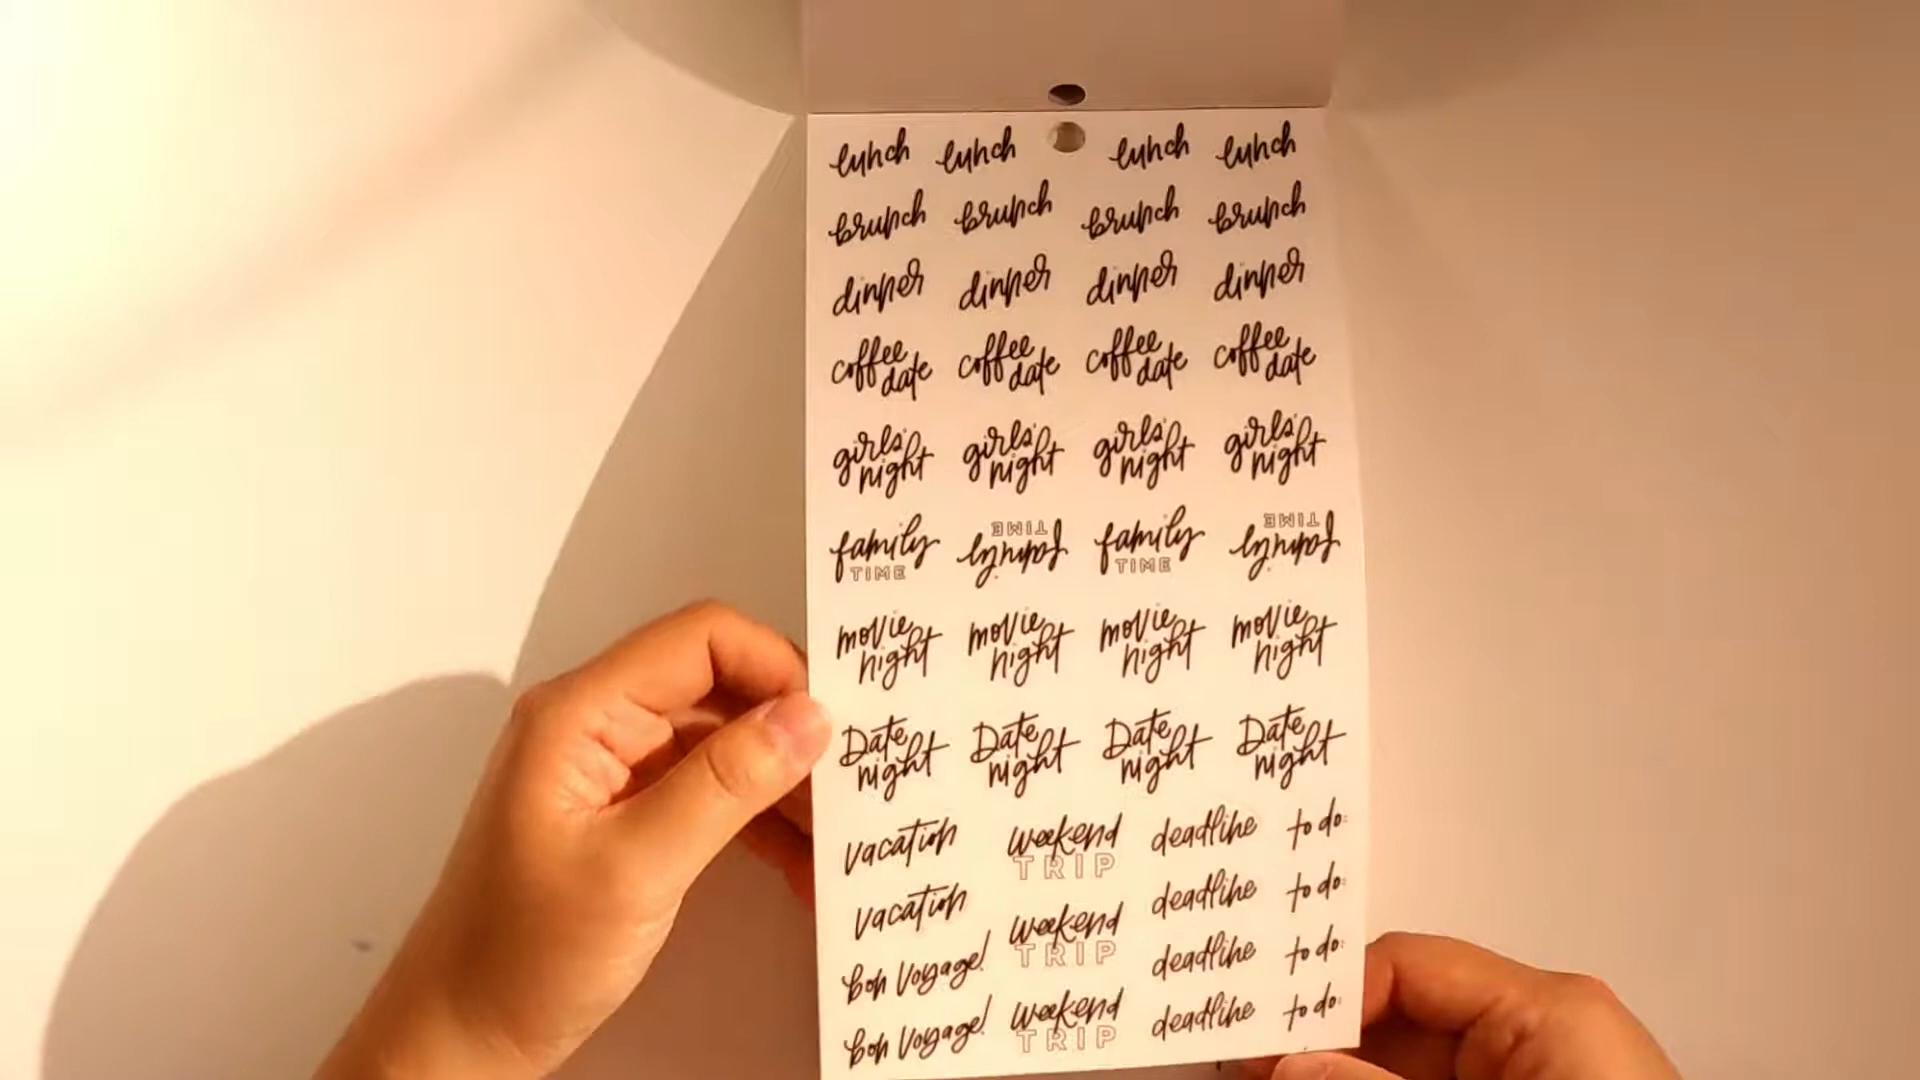 lunch lunch lunch lunch
brunch brunch brunch brunch
dinner dinner dinner dinner
coffee date coffee date coffee date coffee date
girls' night girls' night girls' night girls' night
family TIME family TIME family TIME family TIME
movie night movie night movie night movie night
Date night Date night Date night Date night
vacation weekend TRIP deadline to do:
vacation weekend TRIP deadline to do:
bon voyage! deadline to do:
bon voyage! weekend TRIP deadline to do: